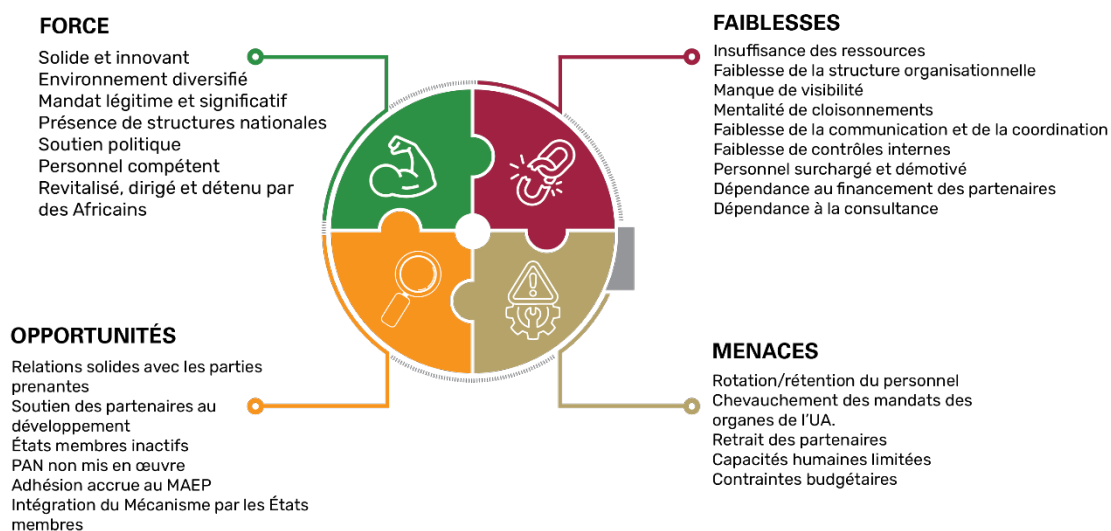 FORCE
Solide et innovant
Environnement diversifié
Mandat légitime et significatif
Présence de structures nationales
Soutien politique
Personnel compétent
Revitalisé, dirigé et détenu par
des Africains
FAIBLESSES
Insuffisance des ressources
Faiblesse de la structure organisationnelle
Manque de visibilité
Mentalité de cloisonnements
Faiblesse de la communication et de la coordination
Faiblesse de contrôles internes
Personnel surchargé et démotivé
Dépendance au financement des partenaires
Dépendance à la consultance
OPPORTUNITÉS
Relations solides avec les parties
prenantes
Soutien des partenaires au
développement
États membres inactifs
PAN non mis en œuvre
Adhésion accrue au MAEP
Intégration du Mécanisme par les États
membres
MENACES
Rotation/rétention du personnel
Chevauchement des mandats des
organes de l'UA.
Retrait des partenaires
Capacités humaines limitées
Contraintes budgétaires